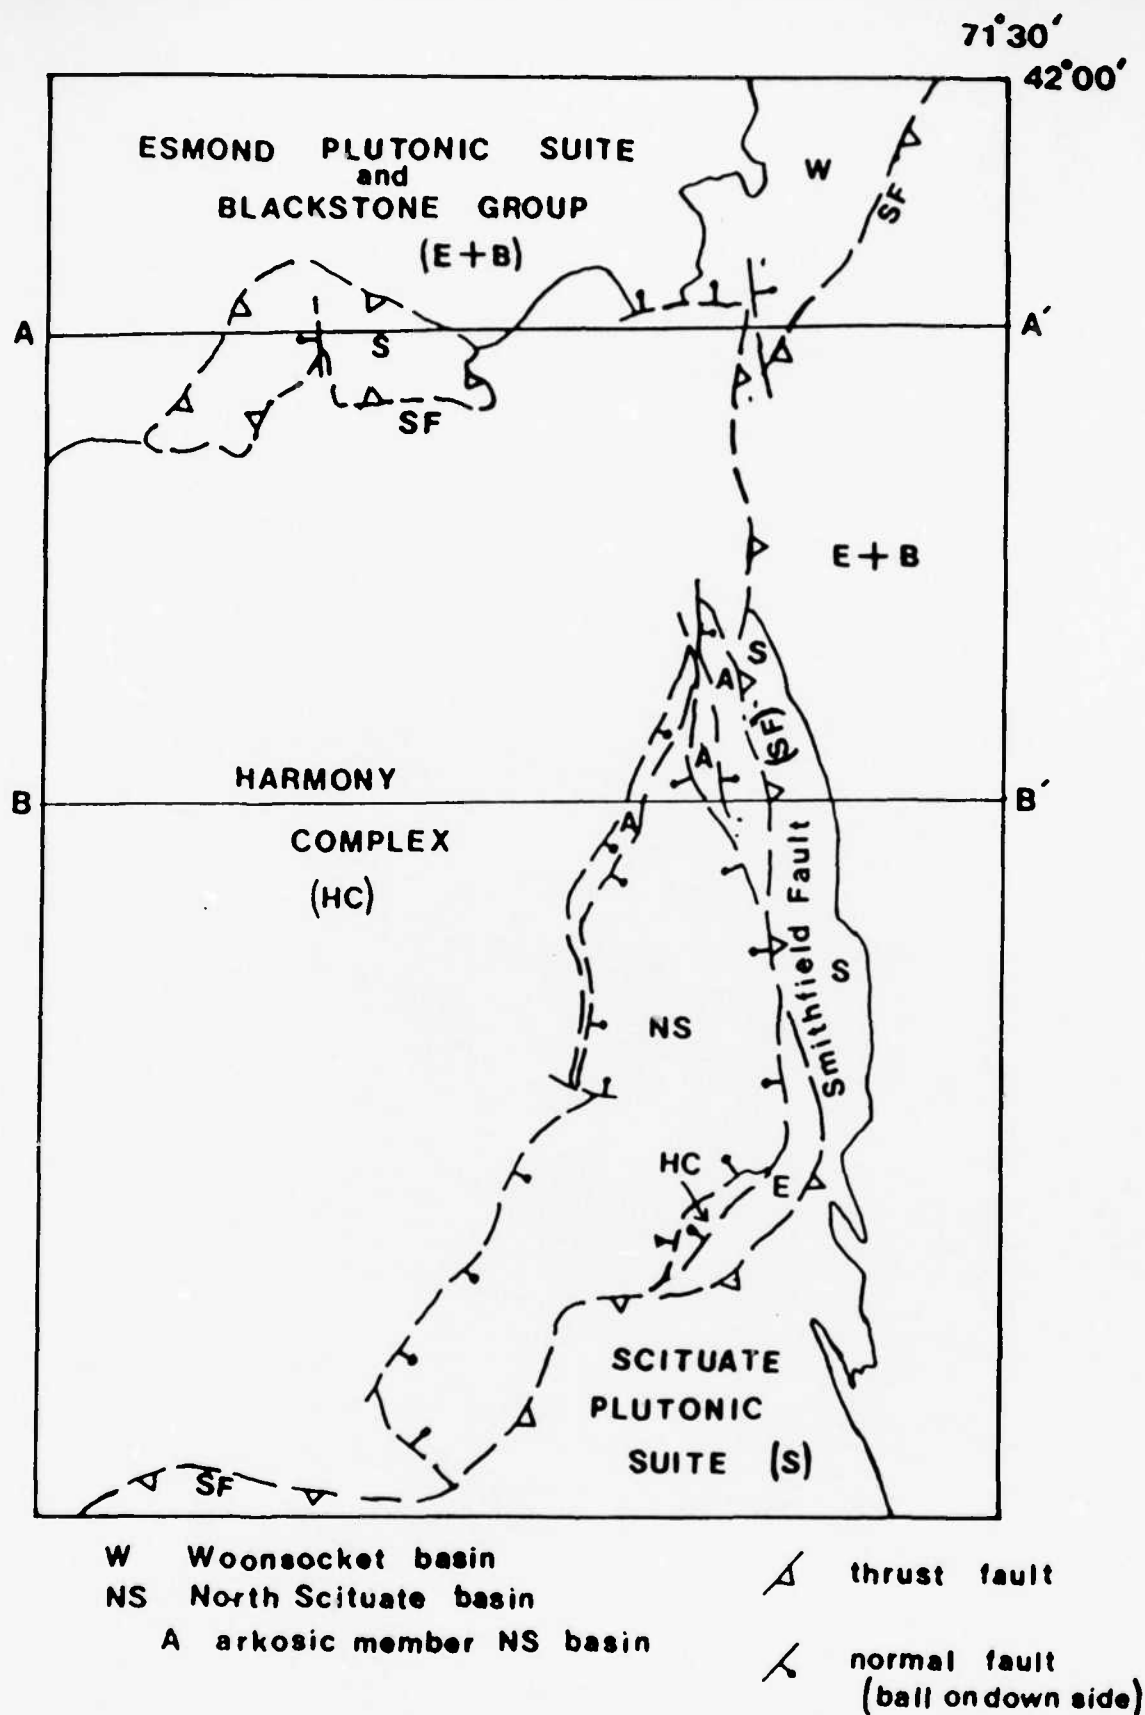 71°30'
42°00'
ESMOND PLUTONIC SUITE
and
BLACKSTONE GROUP
(E+B)
W
SF
A
A'
S
SF
E+B
S
A
(SF)
A
HARMONY
B
B'
A
COMPLEX
(HC)
Smithfield Fault
S
NS
HC
E
SCITUATE
PLUTONIC
SUITE (S)
SF
W Woonsocket basin
NS North Scituate basin
A arkosic member NS basin
thrust fault
normal fault
(ball on down side)